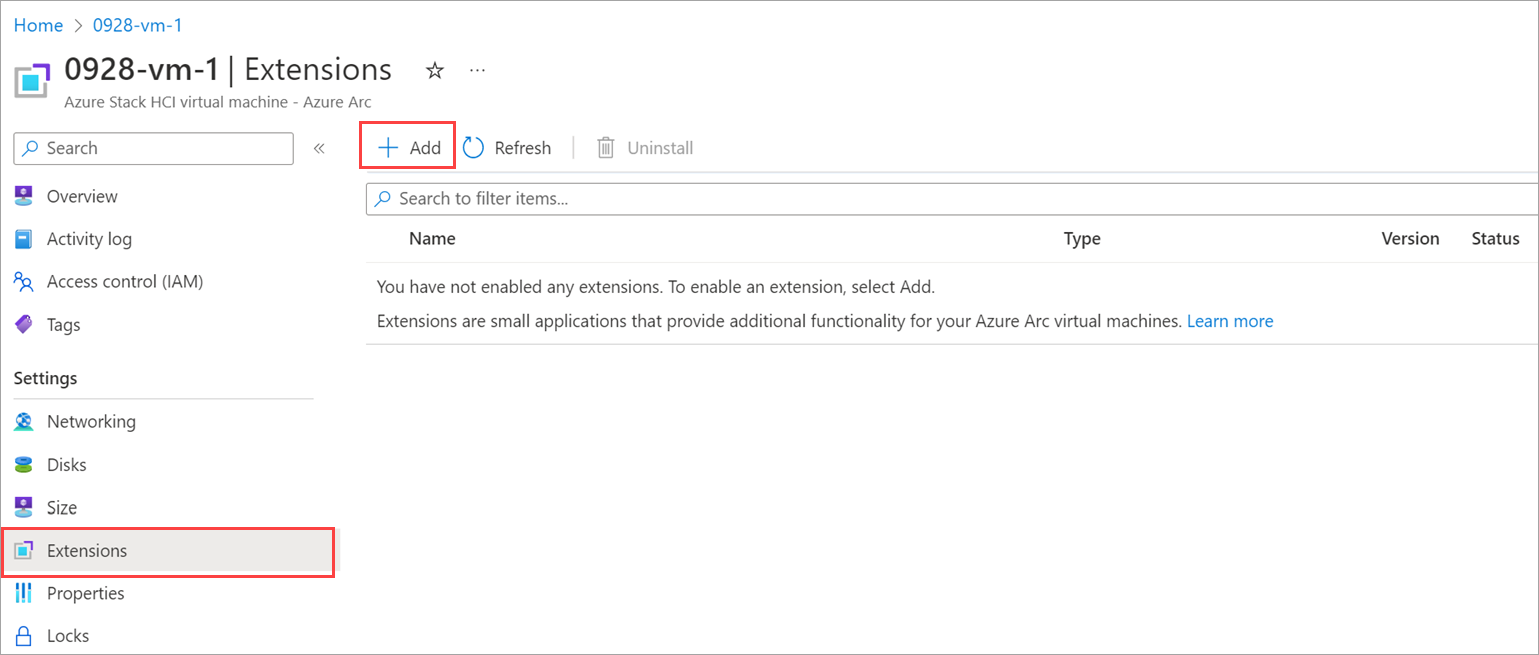 Home > 0928-vm-1
0928-vm-1 | Extensions ...
Azure Stack HCI virtual machine - Azure Arc
Search «
Overview
Activity log
Access control (IAM)
Tags
Settings
Networking
Disks
Size
Extensions
Properties
Locks
+ Add Refresh Uninstall
Search to filter items...
Name Type Version Status
You have not enabled any extensions. To enable an extension, select Add.
Extensions are small applications that provide additional functionality for your Azure Arc virtual machines. Learn more